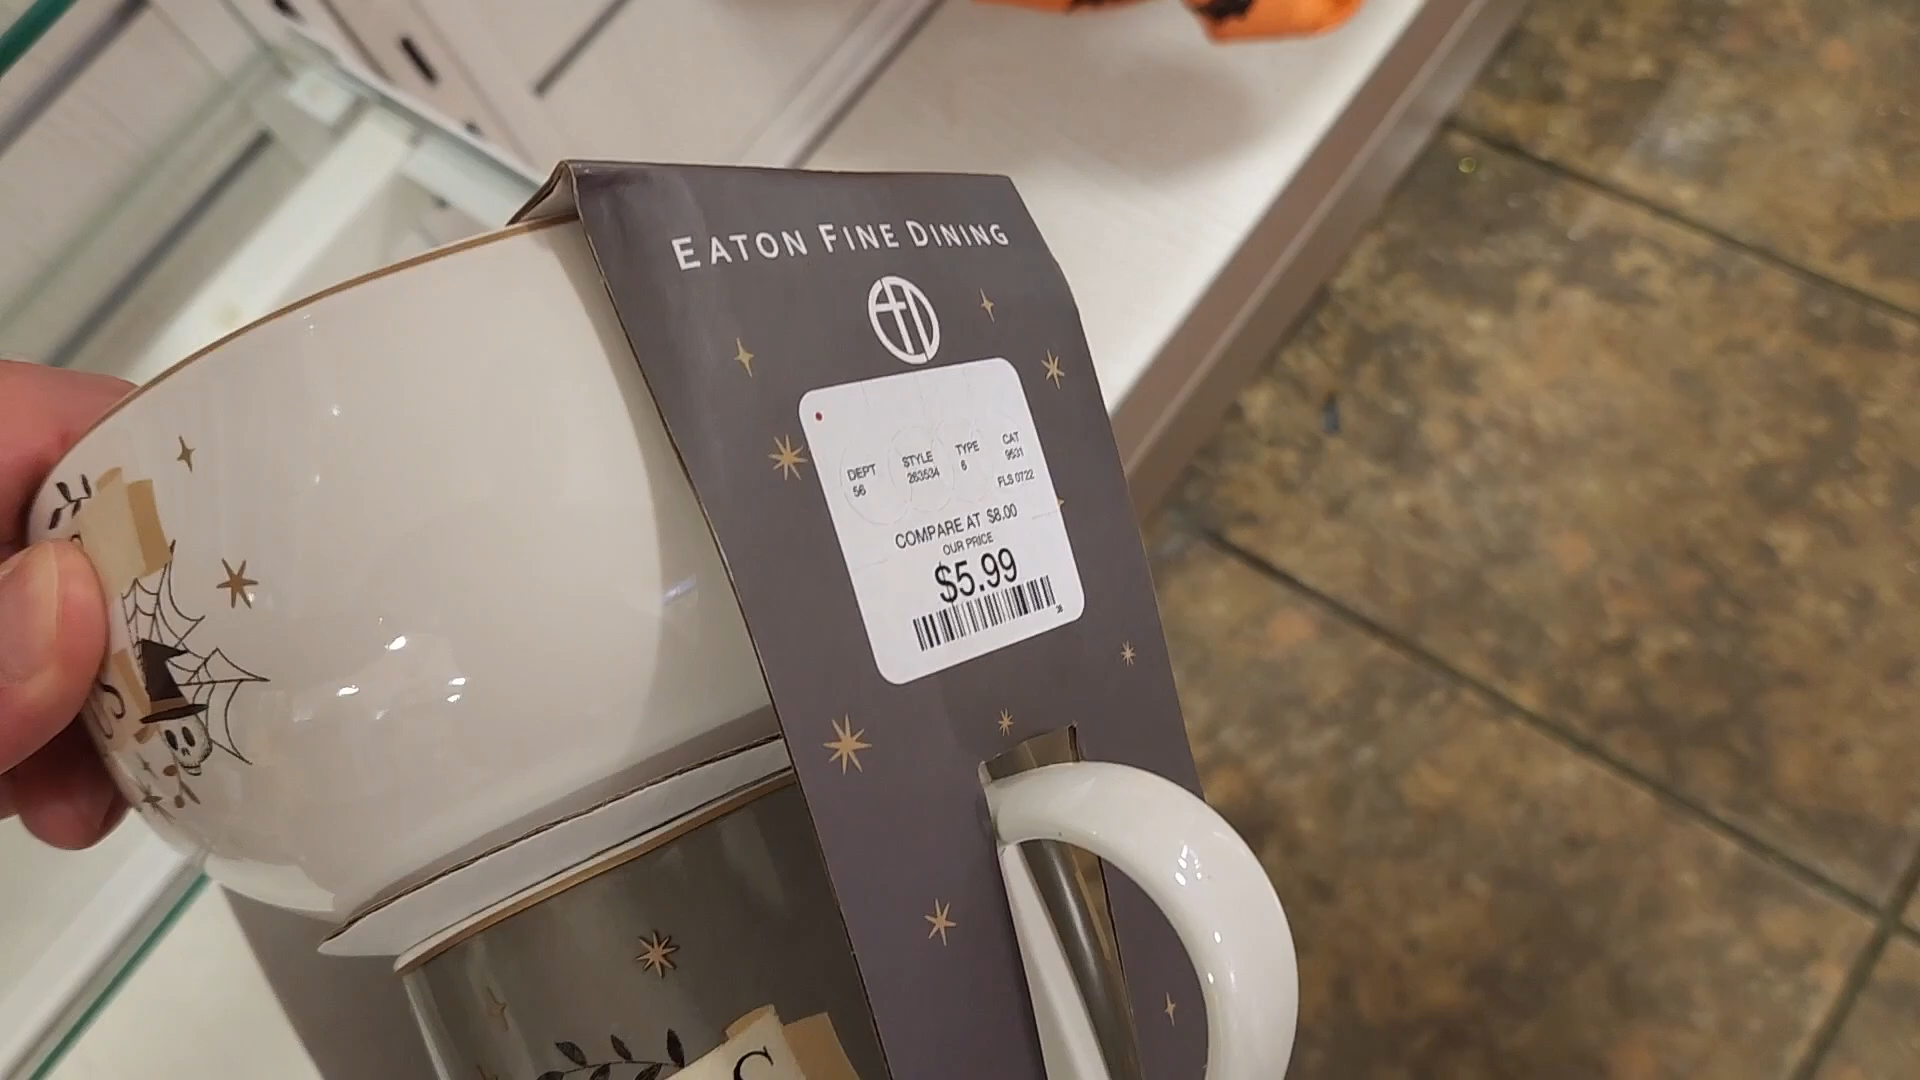 EATON FINE DINING
DEPT STYLE TYPE CAT
56 263534 6 9531
FLS 0722
COMPARE AT $8.00
OUR PRICE
$5.99
S